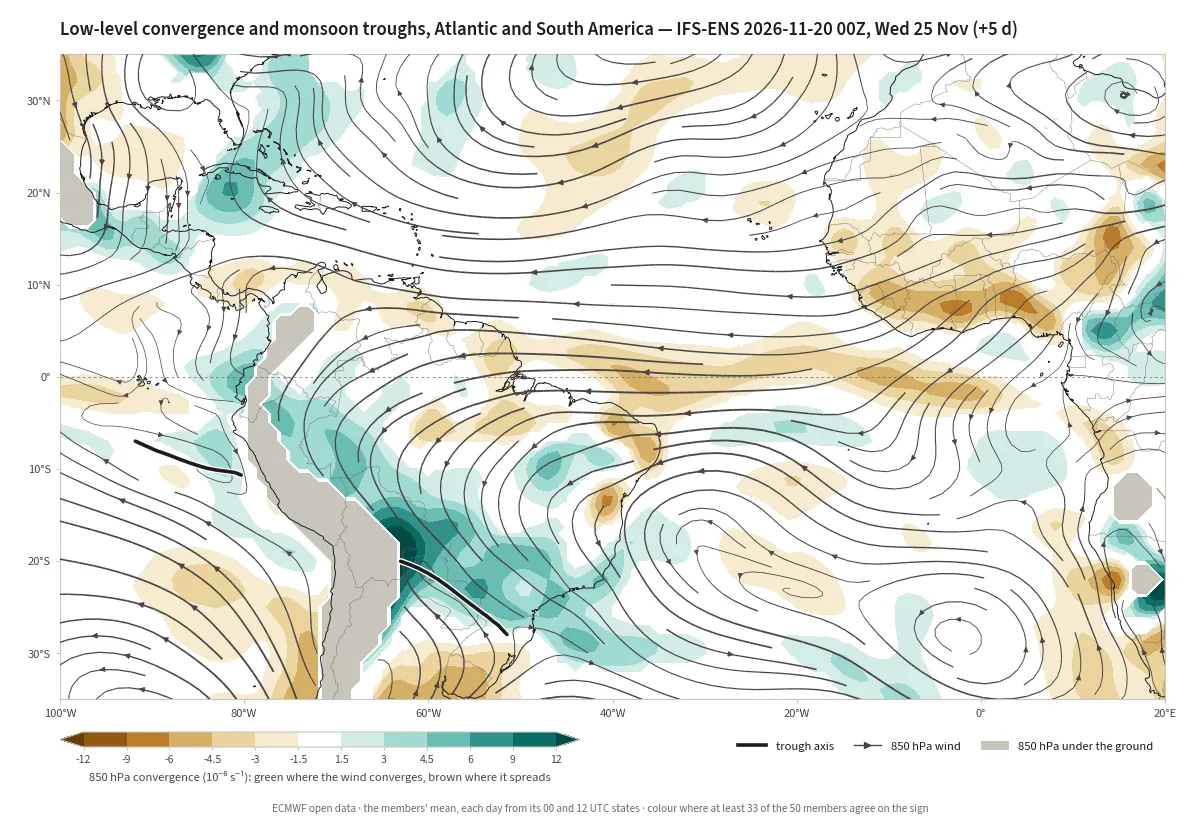 Low-level convergence and monsoon troughs, Atlantic and South America — IFS-ENS 2026-11-20 00Z, Wed 25 Nov (+5 d)
30°N
20°N
10°N
0°
10°S
20°S
30°S
100°W 80°W 60°W 40°W 20°W 0° 20°E
-12 -9 -6 -4.5 -3 -1.5 1.5 3 4.5 6 9 12
850 hPa convergence (10⁻⁶ s⁻¹): green where the wind converges, brown where it spreads
trough axis 850 hPa wind 850 hPa under the ground
ECMWF open data · the members' mean, each day from its 00 and 12 UTC states · colour where at least 33 of the 50 members agree on the sign